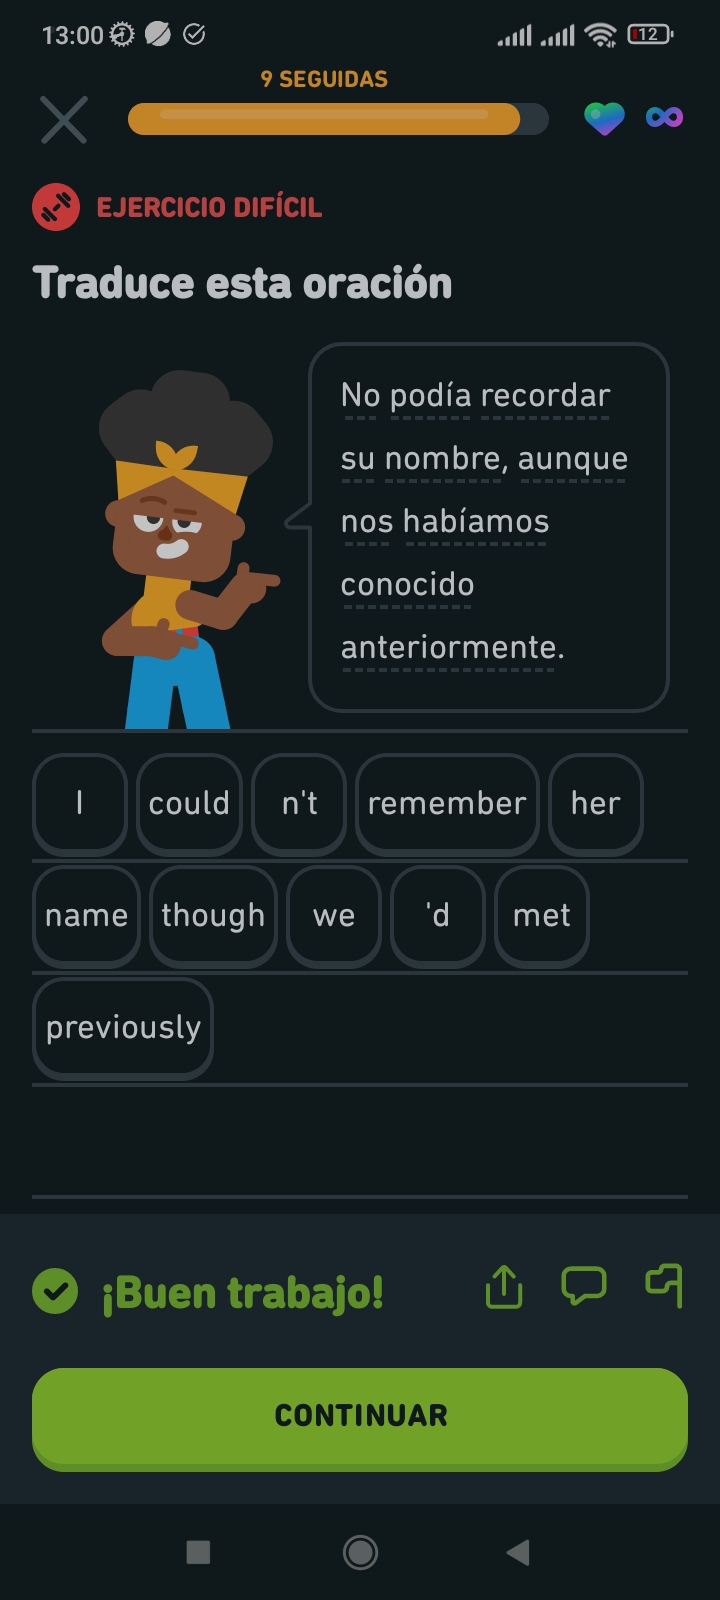 13:00
12
9 SEGUIDAS
EJERCICIO DIFÍCIL
Traduce esta oración
No podía recordar
su nombre, aunque
nos habíamos
conocido
anteriormente.
I could n't remember her
name though we 'd met
previously
¡Buen trabajo!
CONTINUAR